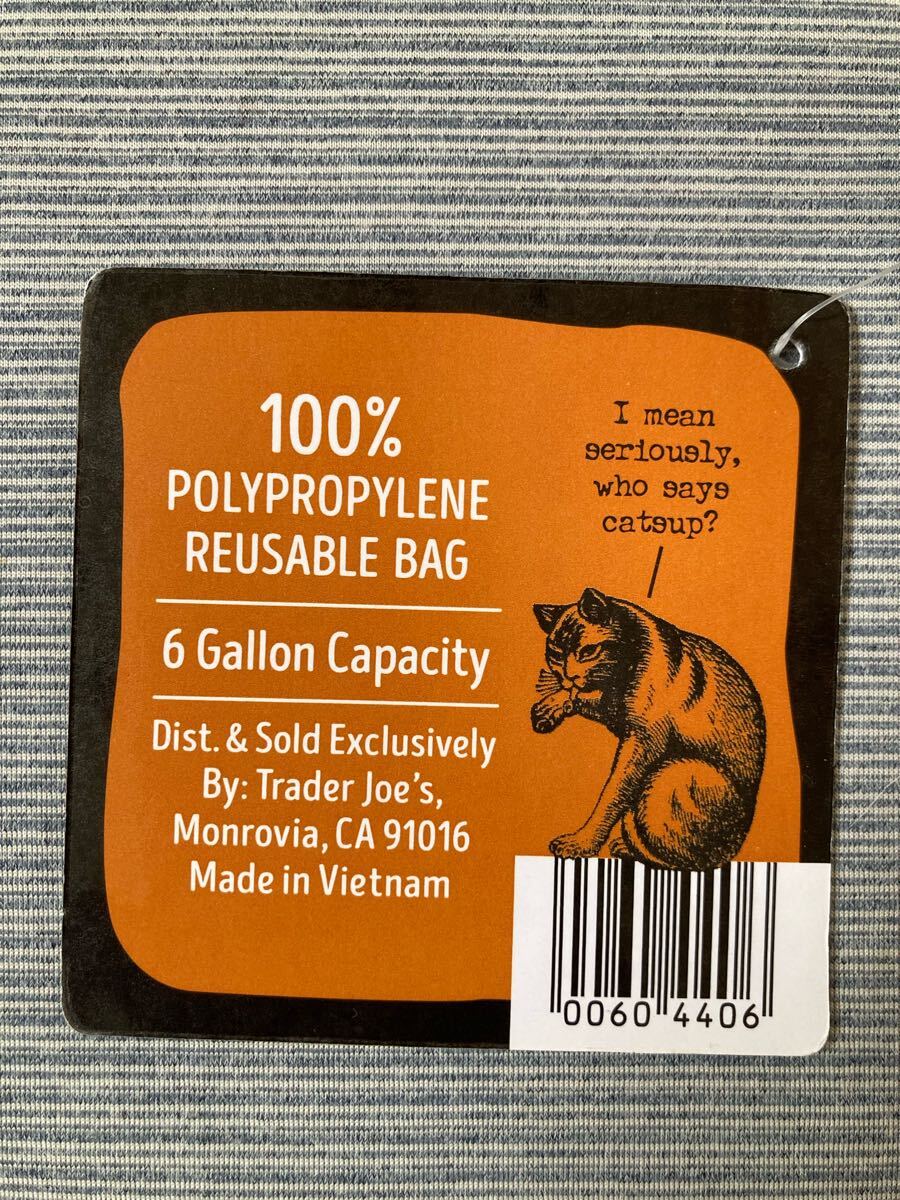 100%
POLYPROPYLENE
REUSABLE BAG
6 Gallon Capacity
Dist. & Sold Exclusively
By: Trader Joe's,
Monrovia, CA 91016
Made in Vietnam
I mean
seriously,
who says
catsup?
0060 4406